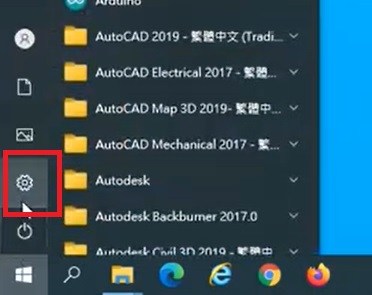 Arduino
AutoCAD 2019 - 繁體中文 (Tradi...
AutoCAD Electrical 2017 - 繁體...
AutoCAD Map 3D 2019- 繁體中...
AutoCAD Mechanical 2017 - 繁...
Autodesk
Autodesk Backburner 2017.0
Autodesk Civil 3D 2019 - 繁體中